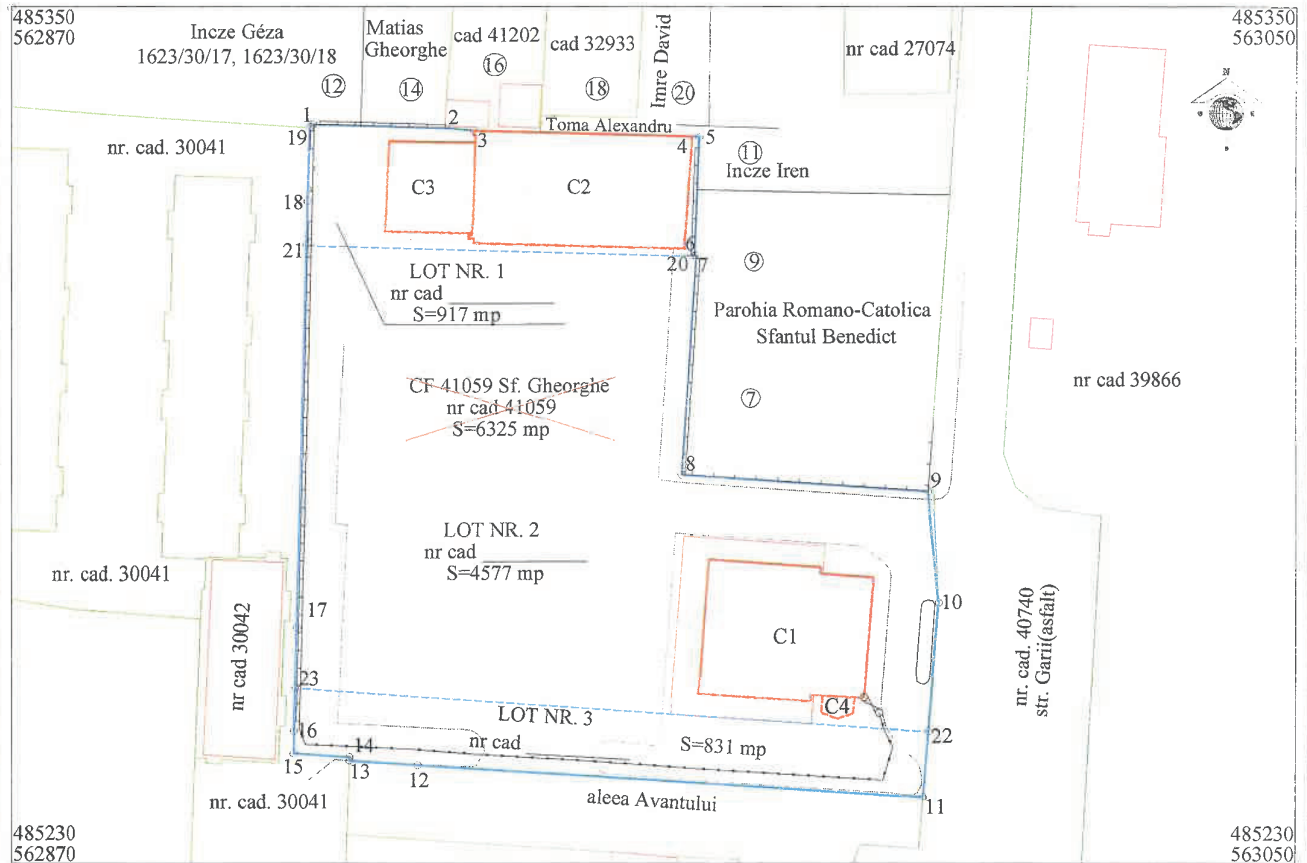 485350
562870
485350
563050
Incze Géza
1623/30/17, 1623/30/18
12
Matias
Gheorghe
14
cad 41202
16
cad 32933
18
Imre David
20
nr cad 27074
N
1
2
3
Toma Alexandru
4
5
19
nr. cad. 30041
11
Incze Iren
C3
C2
18
21
6
20
7
9
LOT NR. 1
nr cad
S=917 mp
Parohia Romano-Catolica
Sfantul Benedict
7
nr cad 39866
CF 41059 Sf. Gheorghe
nr cad 41059
S=6325 mp
8
9
LOT NR. 2
nr cad
S=4577 mp
nr. cad. 30041
nr cad 30042
17
10
C1
nr. cad. 40740
str. Garii(asfalt)
23
C4
LOT NR. 3
nr cad
S=831 mp
22
16
14
15
13
12
11
nr. cad. 30041
aleea Avantului
485230
562870
485230
563050